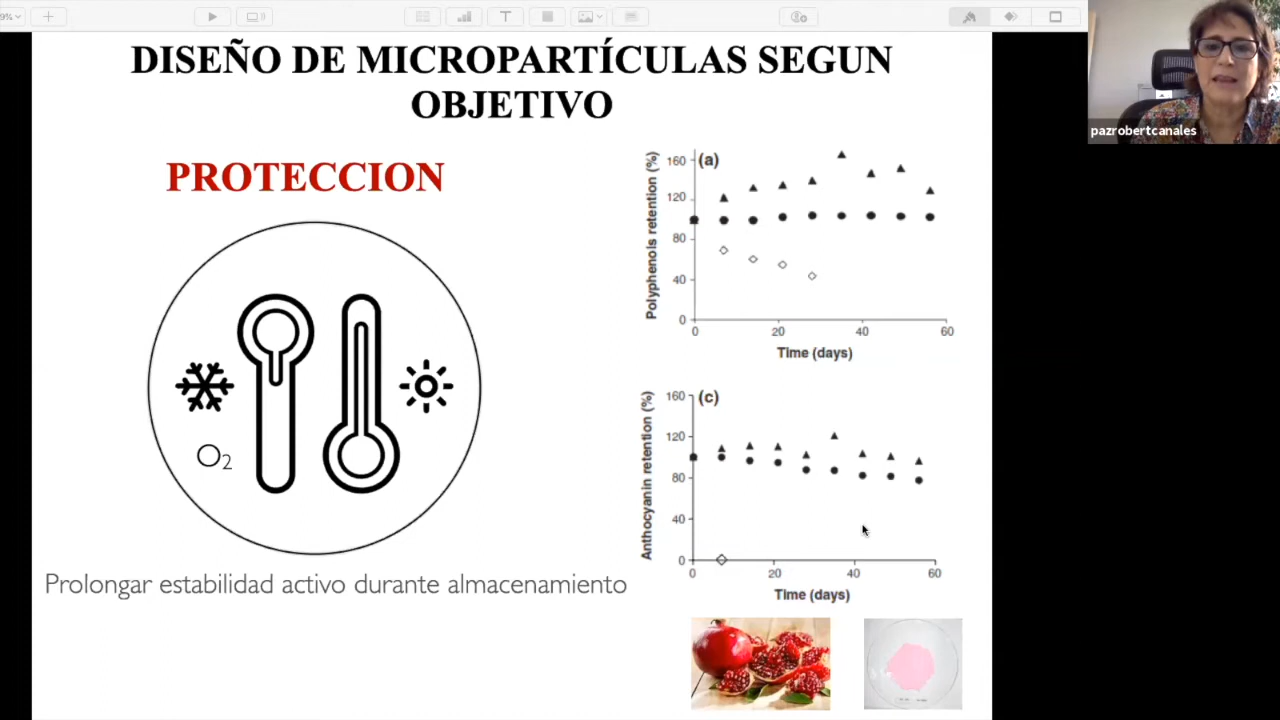 9%
pazrobertcanales
DISEÑO DE MICROPARTÍCULAS SEGUN
OBJETIVO
PROTECCION
O2
Prolongar estabilidad activo durante almacenamiento
(a)
Polyphenols retention (%)
160
120
80
40
0
0 20 40 60
Time (days)
(c)
Anthocyanin retention (%)
160
120
80
40
0
0 20 40 60
Time (days)